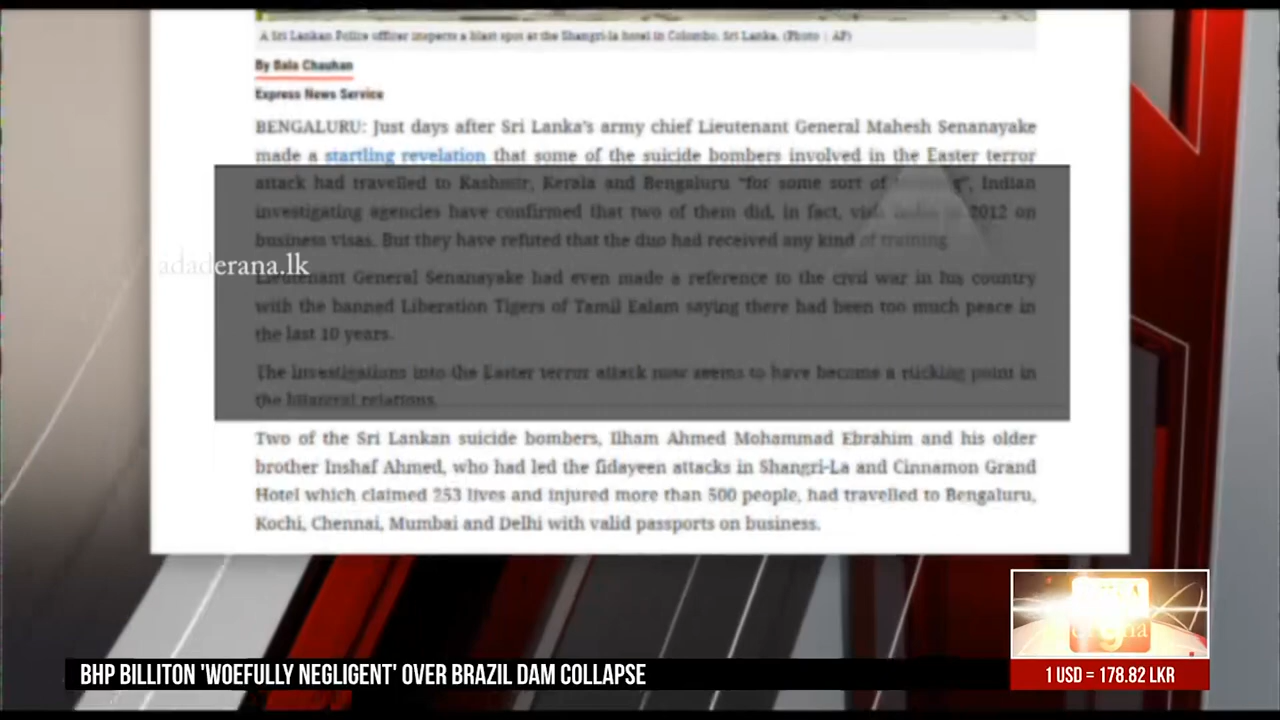 A Sri Lankan Police officer inspects a blast spot at the Shangri-la hotel in Colombo, Sri Lanka. (Photo | AP)
By Bala Chauhan
Express News Service
BENGALURU: Just days after Sri Lanka's army chief Lieutenant General Mahesh Senanayake
made a startling revelation that some of the suicide bombers involved in the Easter terror
attack had travelled to Kashmir, Kerala and Bengaluru "for some sort of", Indian
investigating agencies have confirmed that two of them did, in fact, 2012 on
business visas. But they have refuted that the duo had received any kind of training
adaderana.lk
Lieutenant General Senanayake had even made a reference to the civil war in his country
with the banned Liberation Tigers of Tamil Ealam saying there had been too much peace in
the last 10 years.
The investigations into the Easter terror attack now seems to have become a sticking point in
the bilateral relations.
Two of the Sri Lankan suicide bombers, Ilham Ahmed Mohammad Ebrahim and his older
brother Inshaf Ahmed, who had led the fidayeen attacks in Shangri-La and Cinnamon Grand
Hotel which claimed 253 lives and injured more than 500 people, had travelled to Bengaluru,
Kochi, Chennai, Mumbai and Delhi with valid passports on business.
BHP BILLITON 'WOEFULLY NEGLIGENT' OVER BRAZIL DAM COLLAPSE
1 USD = 178.82 LKR